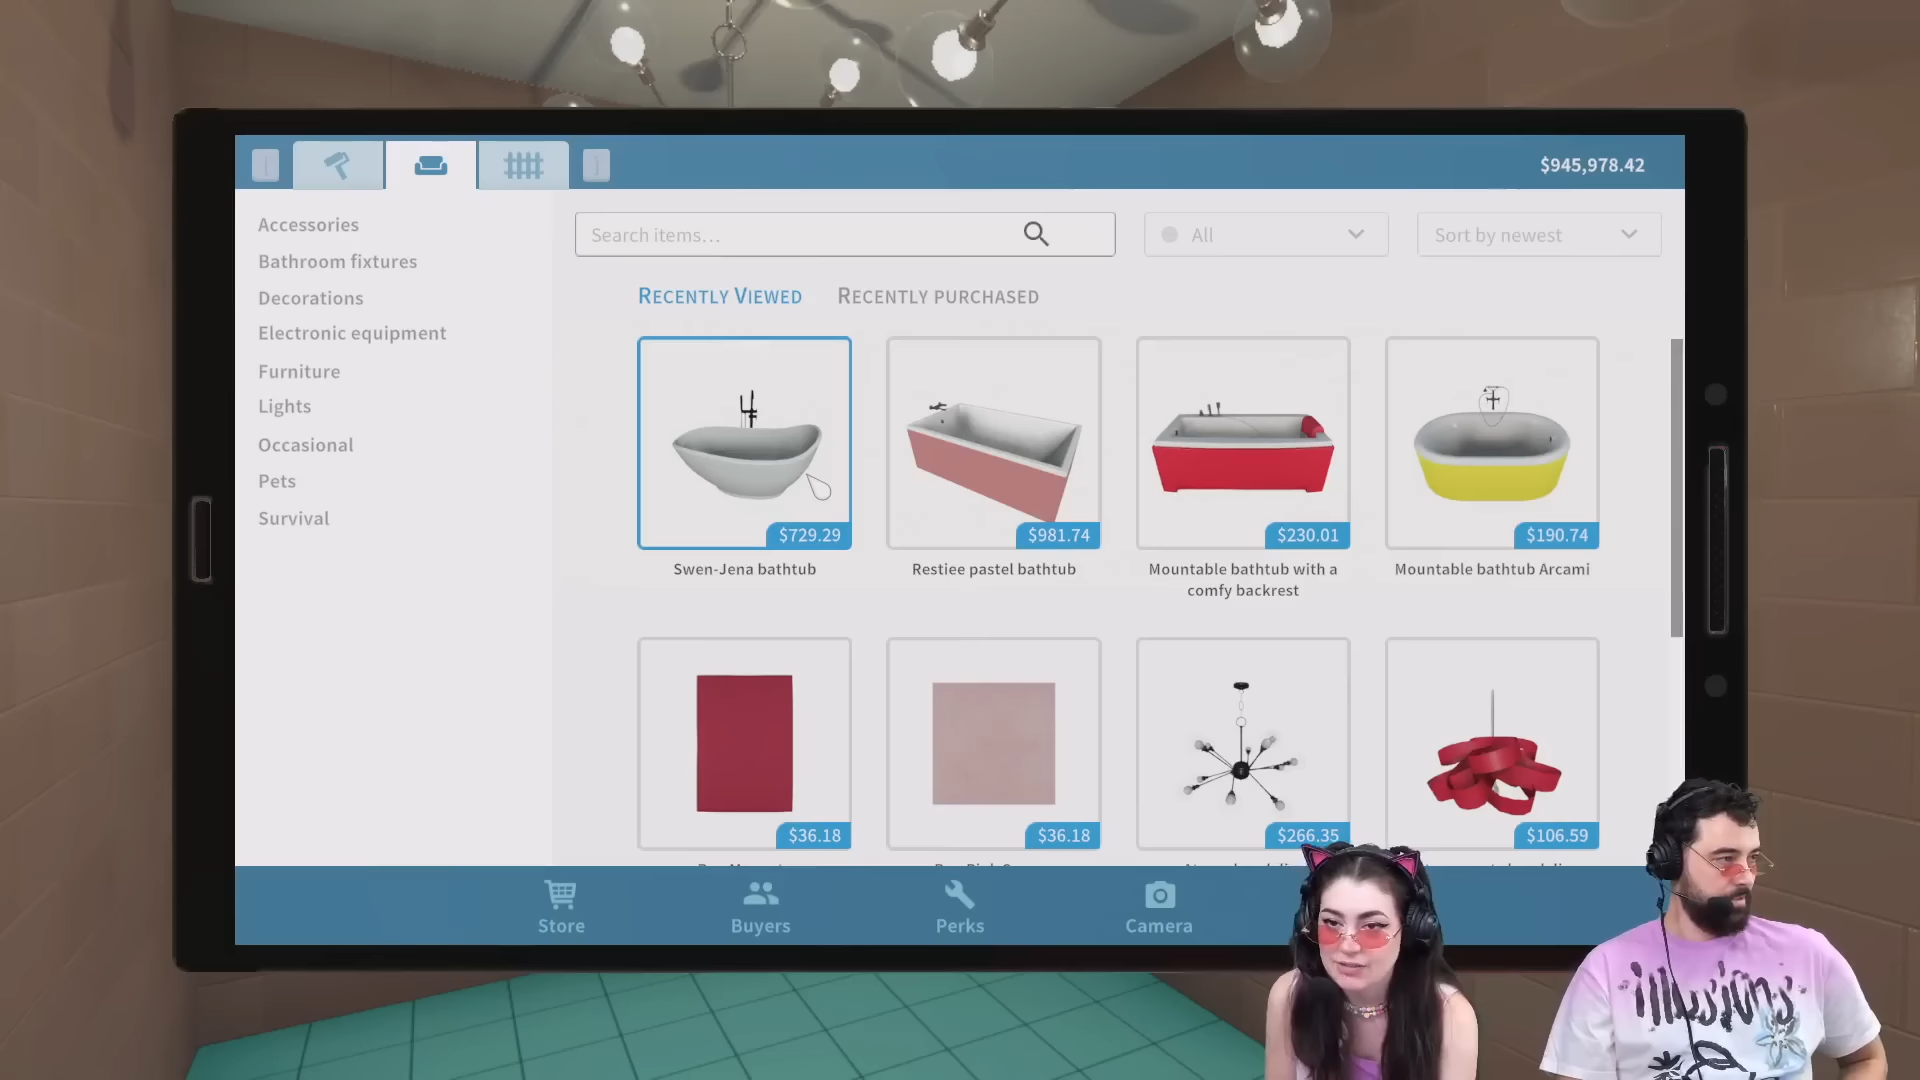 $945,978.42
Accessories
Bathroom fixtures
Decorations
Electronic equipment
Furniture
Lights
Occasional
Pets
Survival
Search items...
All
Sort by newest
RECENTLY VIEWED
RECENTLY PURCHASED
$729.29
$981.74
$230.01
$190.74
Swen-Jena bathtub
Restiee pastel bathtub
Mountable bathtub with a
comfy backrest
Mountable bathtub Arcami
$36.18
$36.18
$266.35
$106.59
Store
Buyers
Perks
Camera